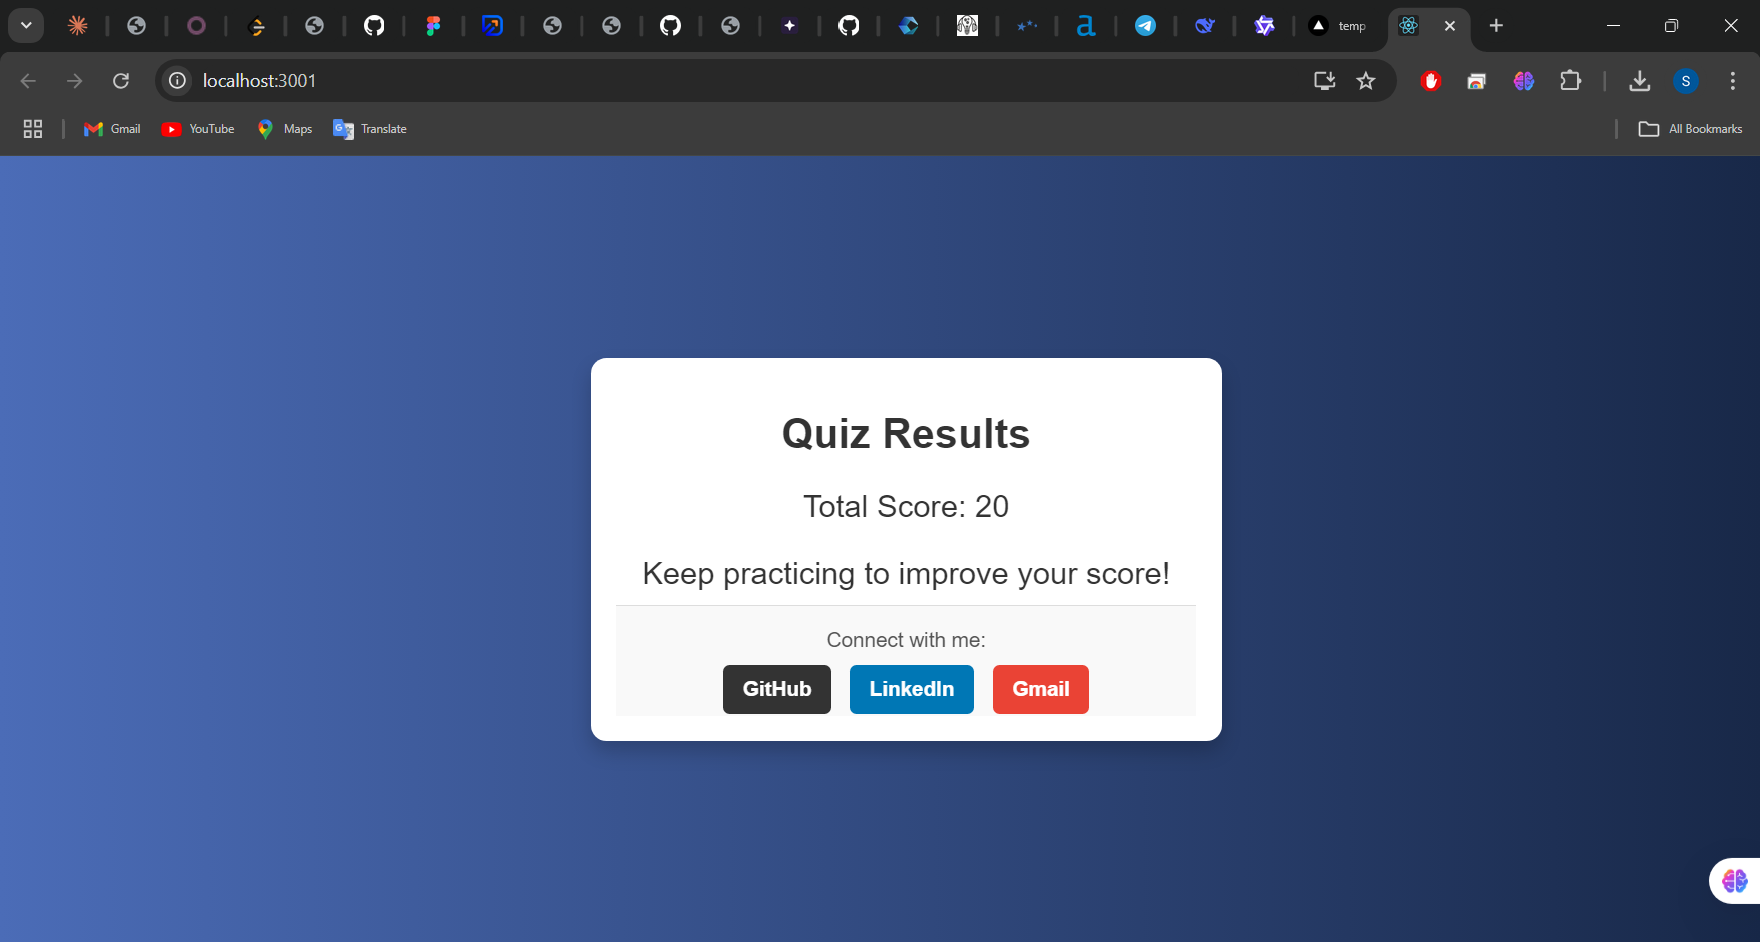 temp
localhost:3001
S
Gmail
YouTube
Maps
Translate
All Bookmarks
Quiz Results
Total Score: 20
Keep practicing to improve your score!
Connect with me:
GitHub
LinkedIn
Gmail